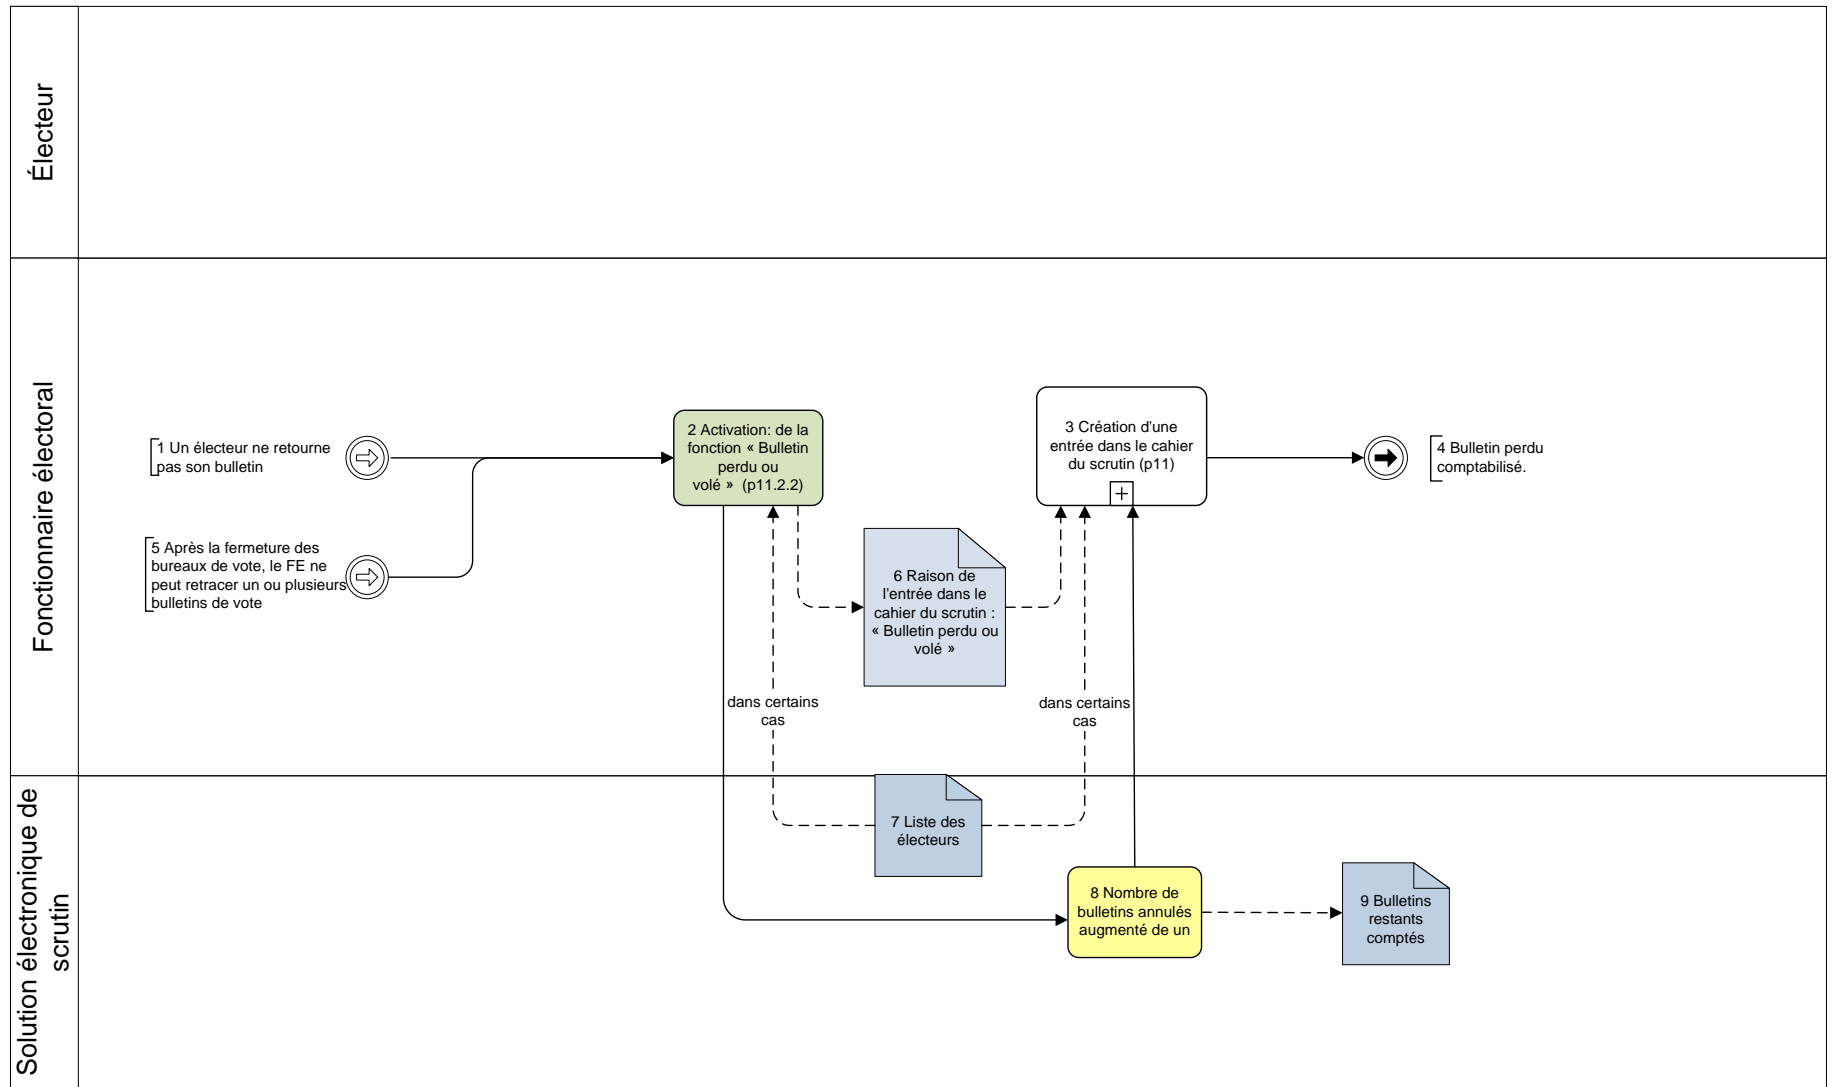 Électeur
Fonctionnaire électoral
1 Un électeur ne retourne
pas son bulletin
5 Après la fermeture des
bureaux de vote, le FE ne
peut retracer un ou plusieurs
bulletins de vote
2 Activation: de la
fonction « Bulletin
perdu ou
volé »  (p11.2.2)
6 Raison de
l'entrée dans le
cahier du scrutin :
« Bulletin perdu ou
volé »
3 Création d'une
entrée dans le cahier
du scrutin (p11)
4 Bulletin perdu
comptabilisé.
dans certains
cas
dans certains
cas
Solution électronique de
scrutin
7 Liste des
électeurs
8 Nombre de
bulletins annulés
augmenté de un
9 Bulletins
restants
comptés